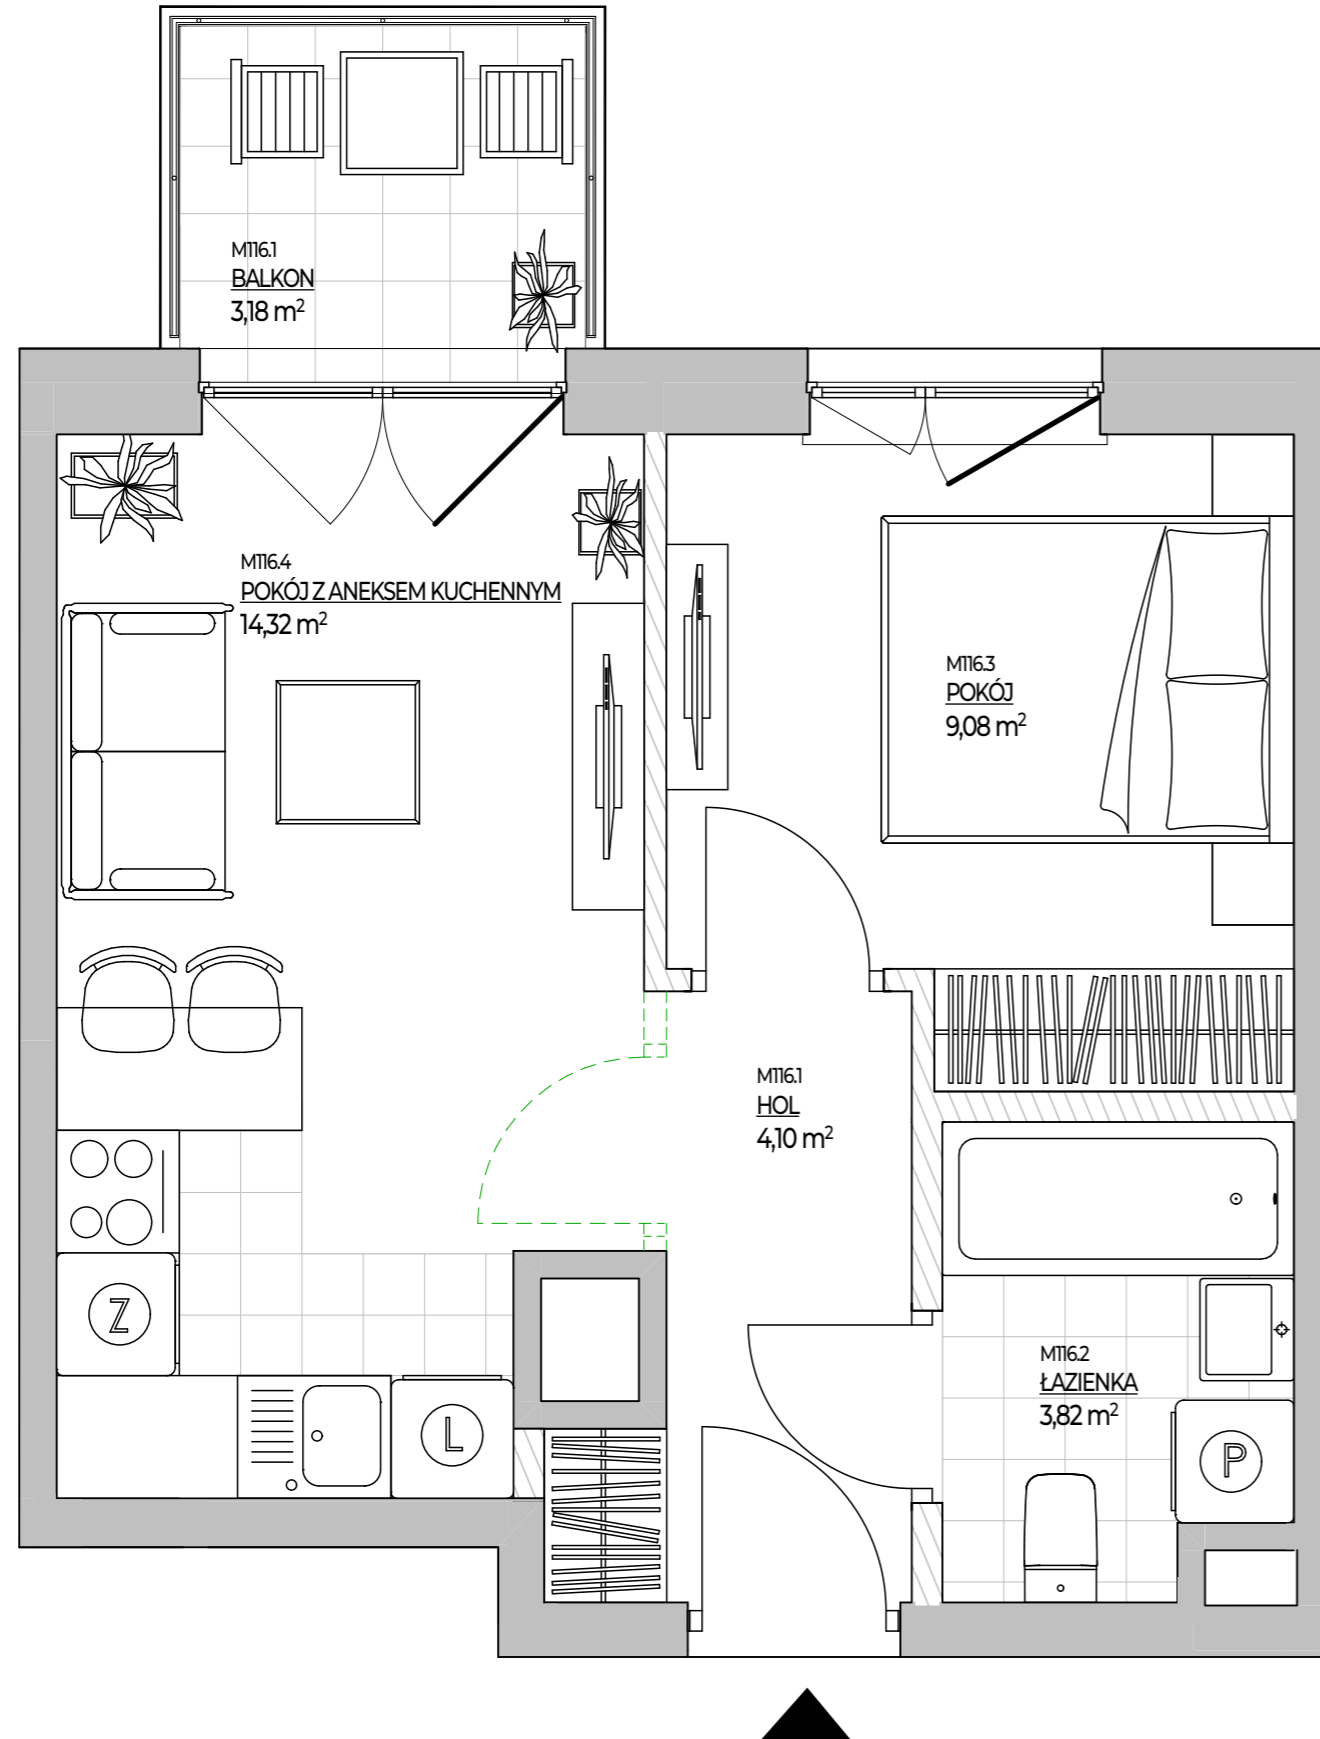 M116.1
BALKON
3,18 m²
M116.4
POKÓJ Z ANEKSEM KUCHENNYM
14,32 m²
M116.3
POKÓJ
9,08 m²
M116.1
HOL
4,10 m²
M116.2
ŁAZIENKA
3,82 m²
Z
L
P